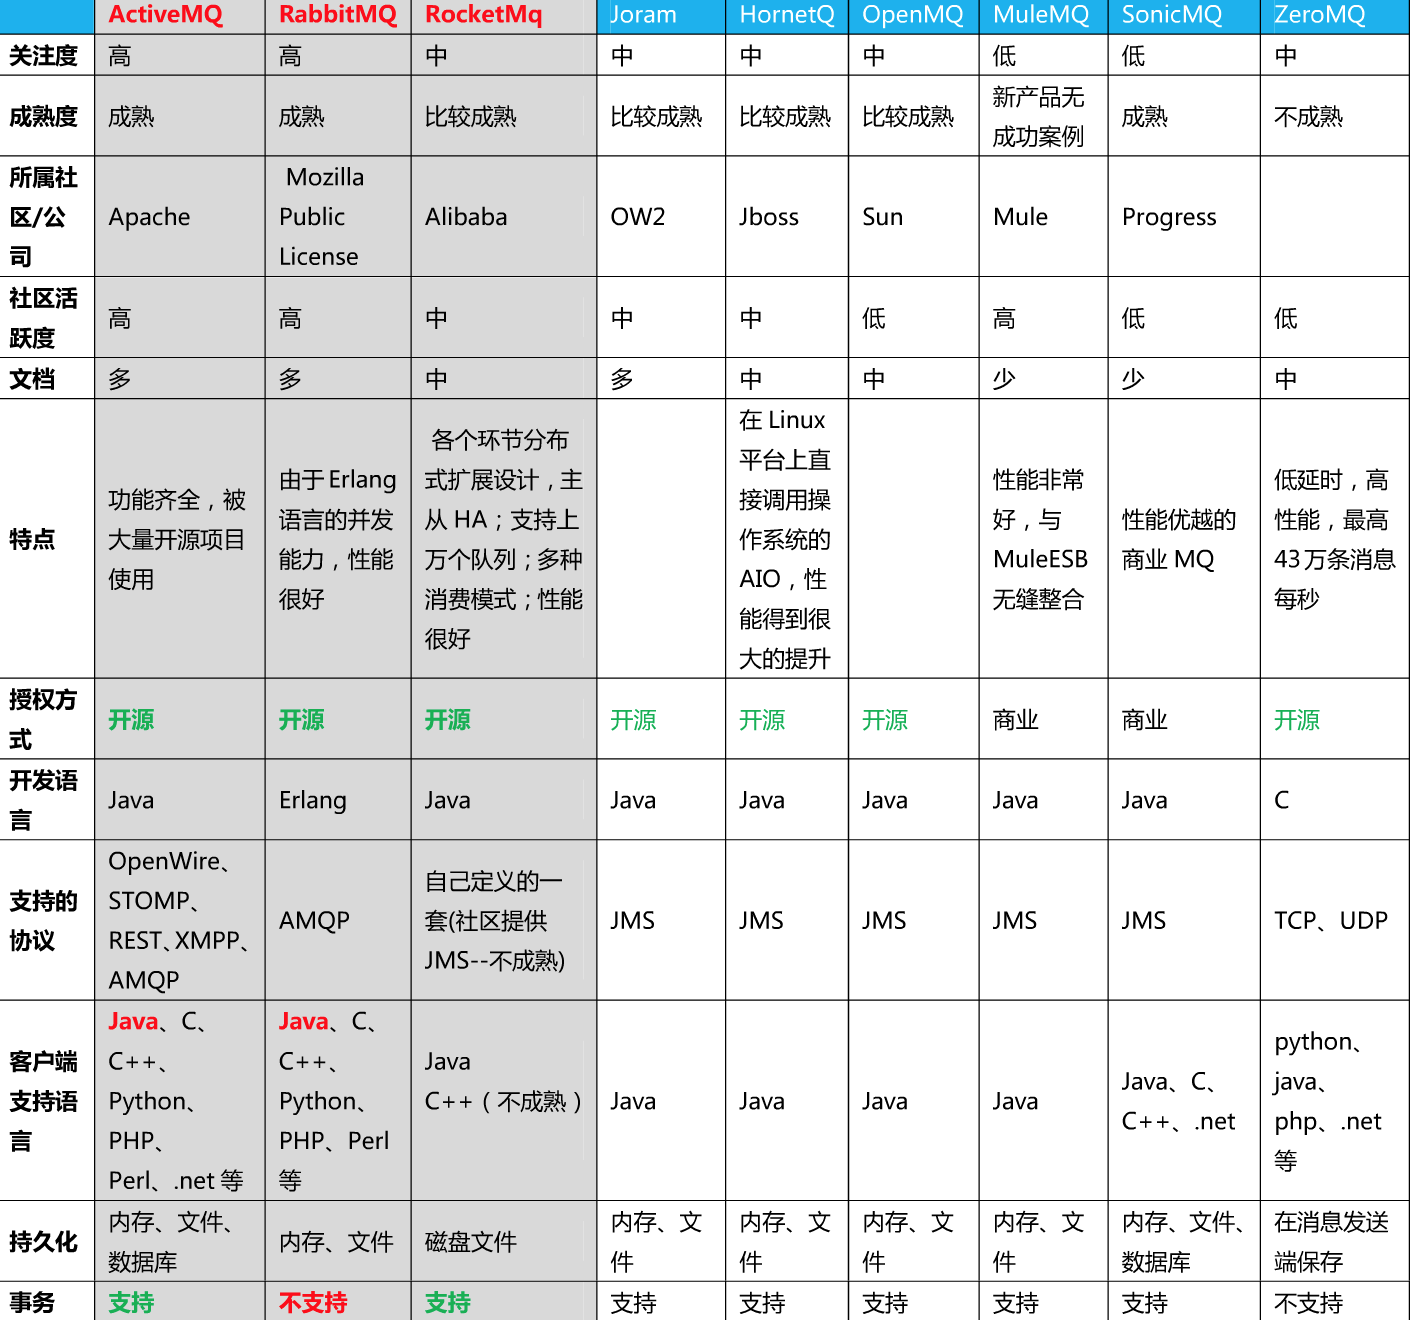 ActiveMQ RabbitMQ RocketMq Joram HornetQ OpenMQ MuleMQ SonicMQ ZeroMQ
关注度 高 高 中 中 中 中 低 低 中
成熟度 成熟 成熟 比较成熟 比较成熟 比较成熟 比较成熟 新产品无
成功案例 成熟 不成熟
所属社
区/公
司 Apache Mozilla
Public
License Alibaba OW2 Jboss Sun Mule Progress
社区活
跃度 高 高 中 中 中 低 高 低 低
文档 多 多 中 多 中 中 少 少 中
特点
功能齐全，被
大量开源项目
使用
由于 Erlang
语言的并发
能力，性能
很好
各个环节分布
式扩展设计，主
从 HA；支持上
万个队列；多种
消费模式；性能
很好
在 Linux
平台上直
接调用操
作系统的
AIO，性
能得到很
大的提升
性能非常
好，与
MuleESB
无缝整合
性能优越的
商业 MQ
低延时，高
性能，最高
43 万条消息
每秒
授权方
式 开源 开源 开源 开源 开源 开源 商业 商业 开源
开发语
言 Java Erlang Java Java Java Java Java Java C
支持的
协议
OpenWire、
STOMP、
REST、XMPP、
AMQP
AMQP
自己定义的一
套(社区提供
JMS--不成熟)
JMS JMS JMS JMS JMS TCP、UDP
客户端
支持语
言
Java、C、
C++、
Python、
PHP、
Perl、.net 等
Java、C、
C++、
Python、
PHP、Perl
等
Java
C++（不成熟）
Java Java Java Java
Java、C、
C++、.net
python、
java、
php、.net
等
持久化
内存、文件、
数据库
内存、文件
磁盘文件
内存、文
件
内存、文
件
内存、文
件
内存、文
件
内存、文件、
数据库
在消息发送
端保存
事务 支持 不支持 支持 支持 支持 支持 支持 支持 不支持